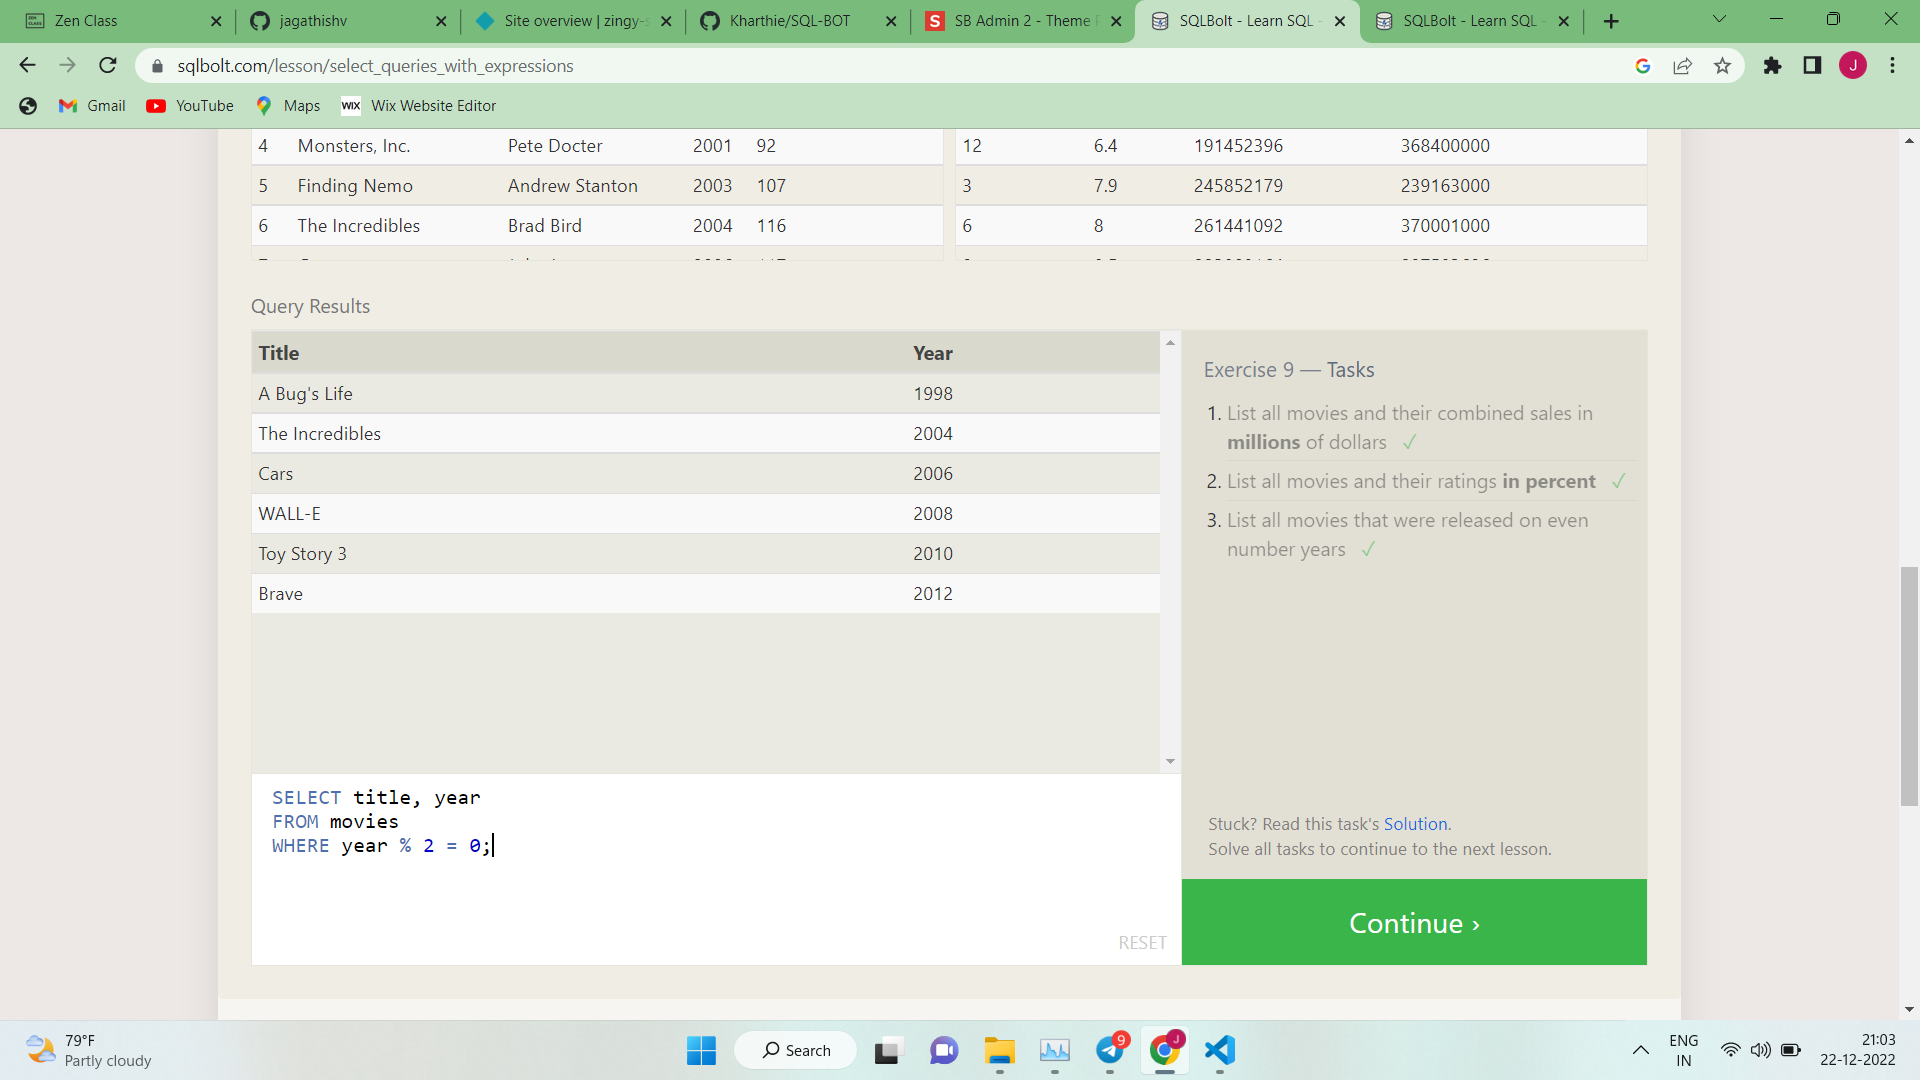 Zen Class
jagathishv
Site overview | zingy-s
Kharthie/SQL-BOT
SB Admin 2 - Theme P
SQLBolt - Learn SQL -
SQLBolt - Learn SQL -
sqlbolt.com/lesson/select_queries_with_expressions
J
Gmail
YouTube
Maps
WIX Wix Website Editor
4 Monsters, Inc. Pete Docter 2001 92
5 Finding Nemo Andrew Stanton 2003 107
6 The Incredibles Brad Bird 2004 116
12 6.4 191452396 368400000
3 7.9 245852179 239163000
6 8 261441092 370001000
Query Results
Title Year
A Bug's Life 1998
The Incredibles 2004
Cars 2006
WALL-E 2008
Toy Story 3 2010
Brave 2012
Exercise 9 — Tasks
1. List all movies and their combined sales in
millions of dollars ✓
2. List all movies and their ratings in percent ✓
3. List all movies that were released on even
number years ✓
SELECT title, year
FROM movies
WHERE year % 2 = 0;
RESET
Stuck? Read this task's Solution.
Solve all tasks to continue to the next lesson.
Continue ›
79°F
Partly cloudy
Search
9
J
ENG
IN
21:03
22-12-2022